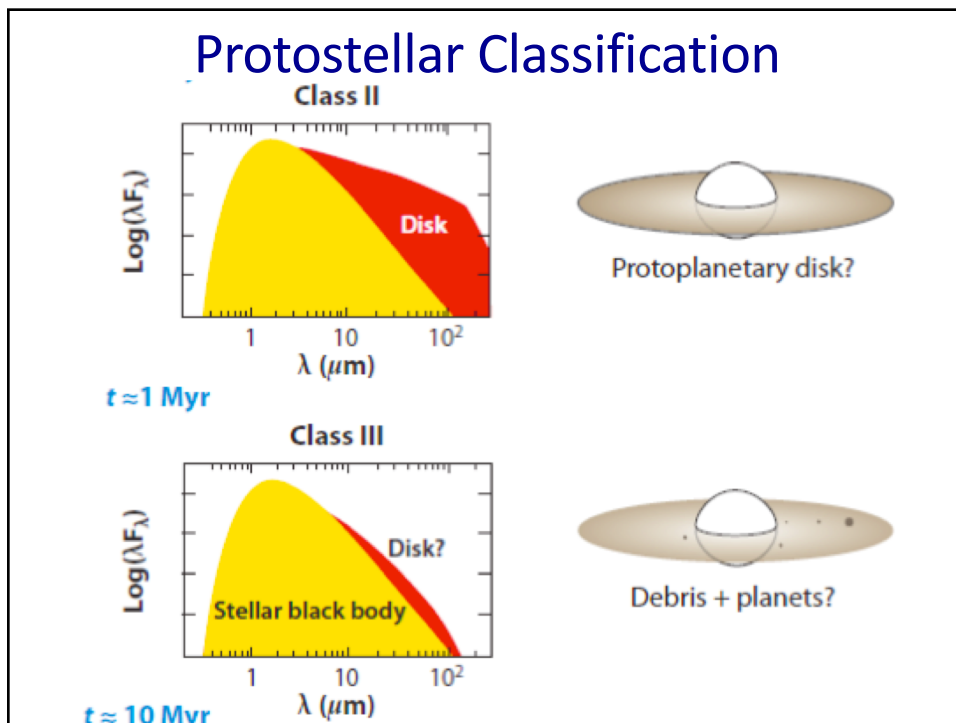 Protostellar Classification
Class II
Log(λFλ)
Disk
1 10 10²
λ (μm)
Protoplanetary disk?
t ≈1 Myr
Class III
Log(λFλ)
Disk?
Stellar black body
1 10 10²
λ (μm)
Debris + planets?
t ≈ 10 Myr